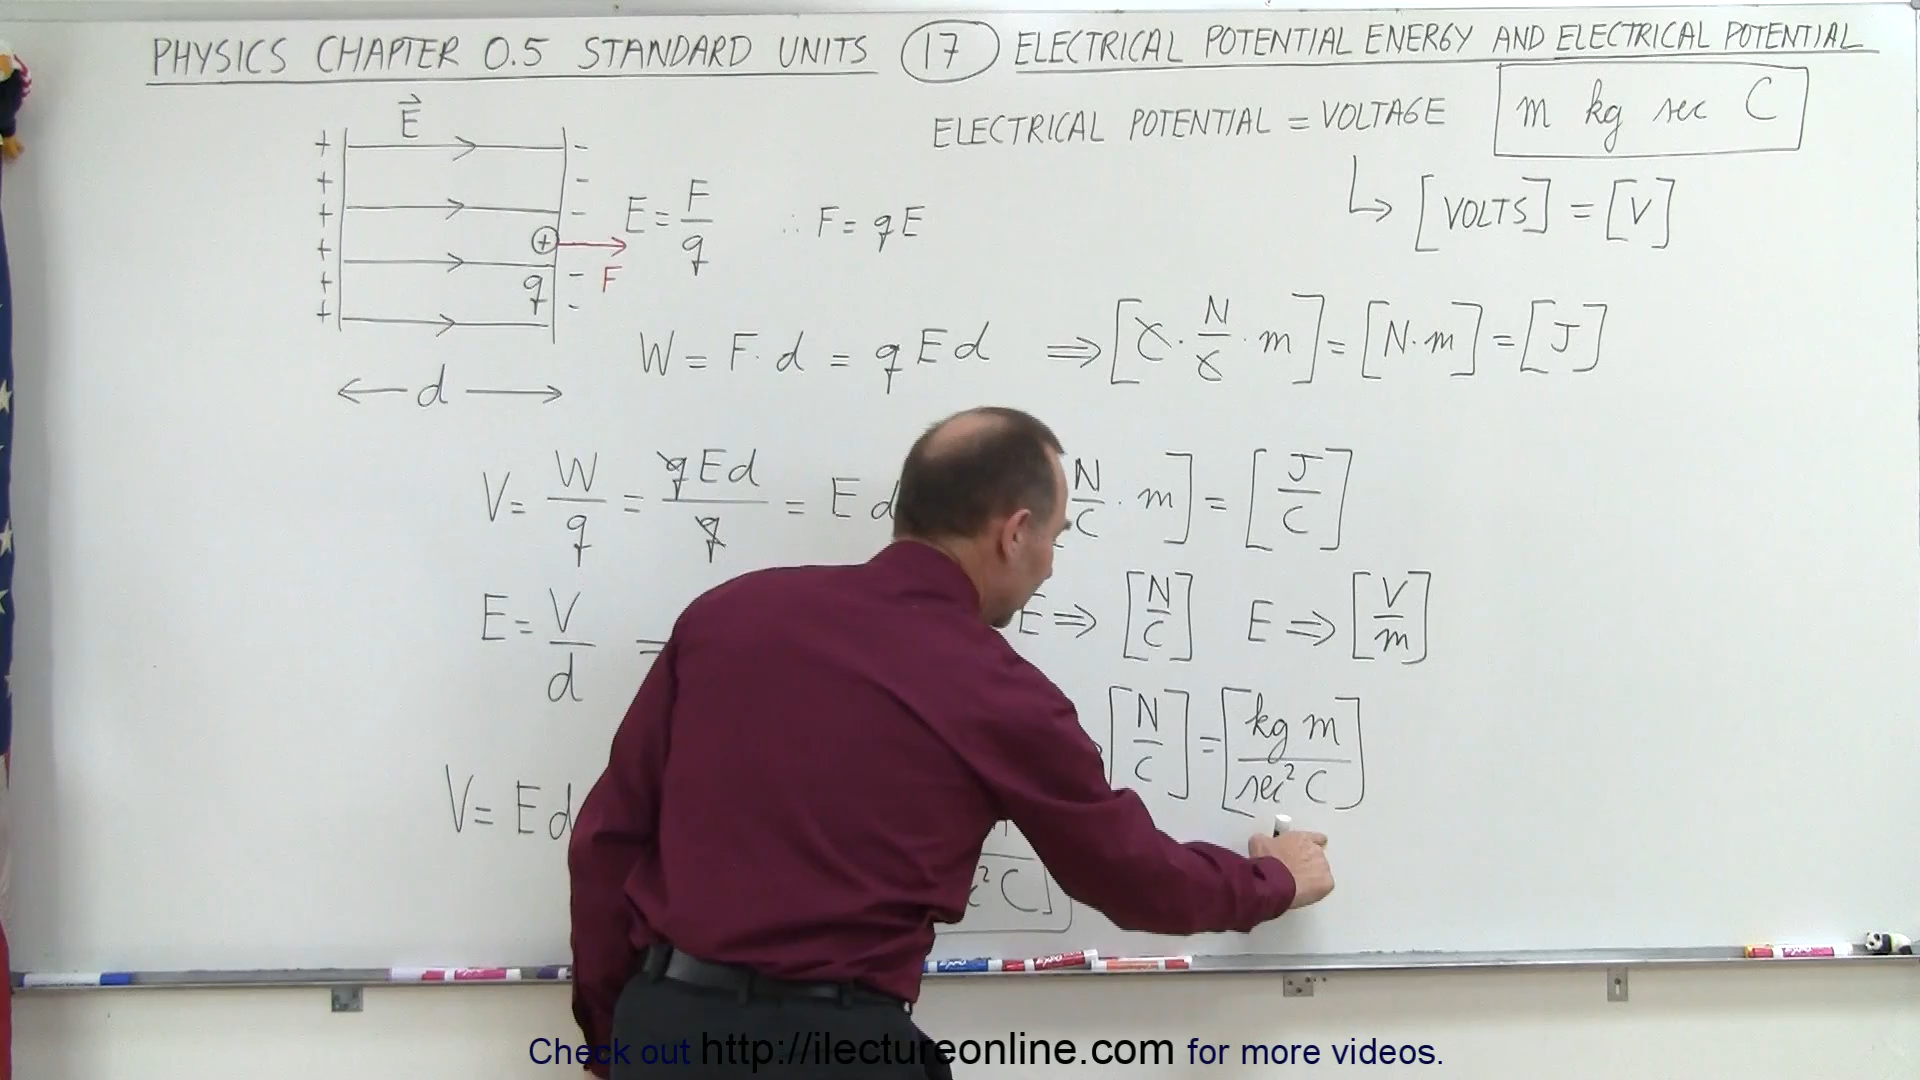 PHYSICS CHAPTER 0.5 STANDARD UNITS 17 ELECTRICAL POTENTIAL ENERGY AND ELECTRICAL POTENTIAL
ELECTRICAL POTENTIAL = VOLTAGE m kg sec C
↳ [VOLTS] = [V]
E⃗
+ + + + + +
- - - - -
+ q F
E = F/q ∴ F = qE
W = F · d = qEd ⇒ [C · N/C · m] = [N·m] = [J]
← d →
V = W/q = qEd/q = Ed N/C · m] = [J/C]
E = V/d = E ⇒ [N/C] E ⇒ [V/m]
[N/C] = [kg m/sec² C]
V = Ed ² C]
Check out http://ilectureonline.com for more videos.